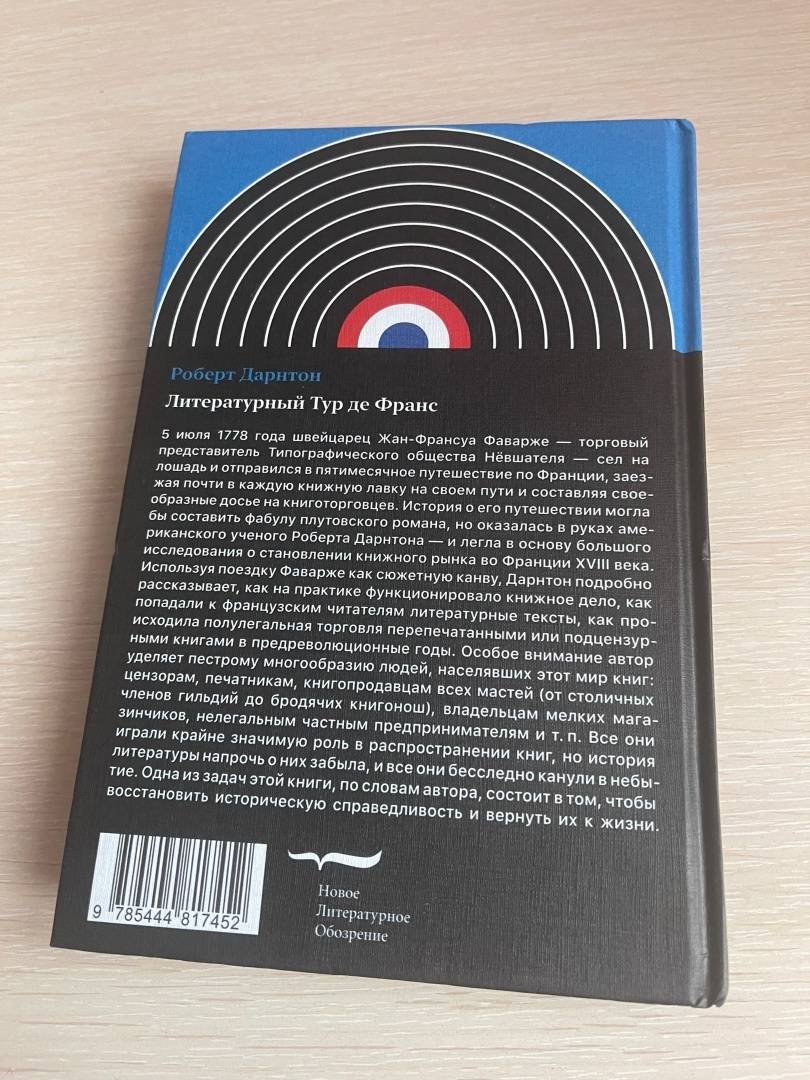 Роберт Дарнтон
Литературный Тур де Франс
5 июля 1778 года швейцарец Жан-Франсуа Фаварже — торговый
представитель Типографического общества Нёвшателя — сел на
лошадь и отправился в пятимесячное путешествие по Франции, заез-
жая почти в каждую книжную лавку на своем пути и составляя свое-
образные досье на книготорговцев. История о его путешествии могла
бы составить фабулу плутовского романа, но оказалась в руках аме-
риканского ученого Роберта Дарнтона — и легла в основу большого
исследования о становлении книжного рынка во Франции XVIII века.
Используя поездку Фаварже как сюжетную канву, Дарнтон подробно
рассказывает, как на практике функционировало книжное дело, как
попадали к французским читателям литературные тексты, как про-
исходила полулегальная торговля перепечатанными или подцензур-
ными книгами в предреволюционные годы. Особое внимание автор
уделяет пестрому многообразию людей, населявших этот мир книг:
цензорам, печатникам, книгопродавцам всех мастей (от столичных
членов гильдий до бродячих книгонош), владельцам мелких мага-
зинчиков, нелегальным частным предпринимателям и т. п. Все они
играли крайне значимую роль в распространении книг, но история
литературы напрочь о них забыла, и все они бесследно канули в небы-
тие. Одна из задач этой книги, по словам автора, состоит в том, чтобы
восстановить историческую справедливость и вернуть их к жизни.
9 785444 817452
Новое
Литературное
Обозрение